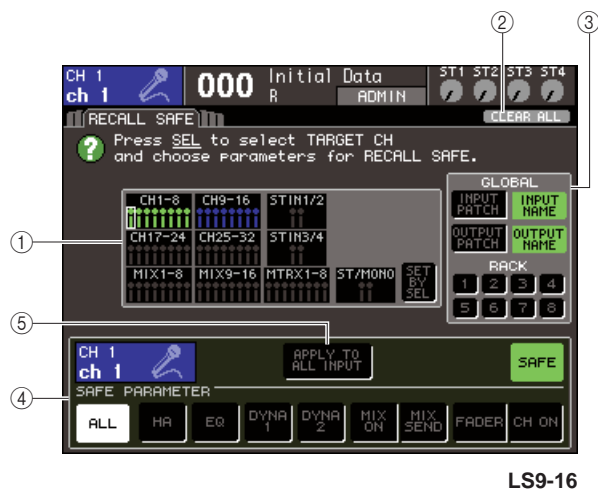 ② ③
CH 1 000 Initial Data ST1 ST2 ST3 ST4
ch 1 R ADMIN
RECALL SAFE CLEAR ALL
Press SEL to select TARGET CH
and choose parameters for RECALL SAFE.
GLOBAL
INPUT PATCH INPUT NAME
OUTPUT PATCH OUTPUT NAME
RACK
1 2 3 4
5 6 7 8
①
CH1-8 CH9-16 STIN1/2
CH17-24 CH25-32 STIN3/4
MIX1-8 MIX9-16 MTRX1-8 ST/MONO SET BY SEL
⑤
④
CH 1
ch 1
APPLY TO
ALL INPUT
SAFE
SAFE PARAMETER
ALL HA EQ DYNA 1 DYNA 2 MIX ON MIX SEND FADER CH ON
LS9-16